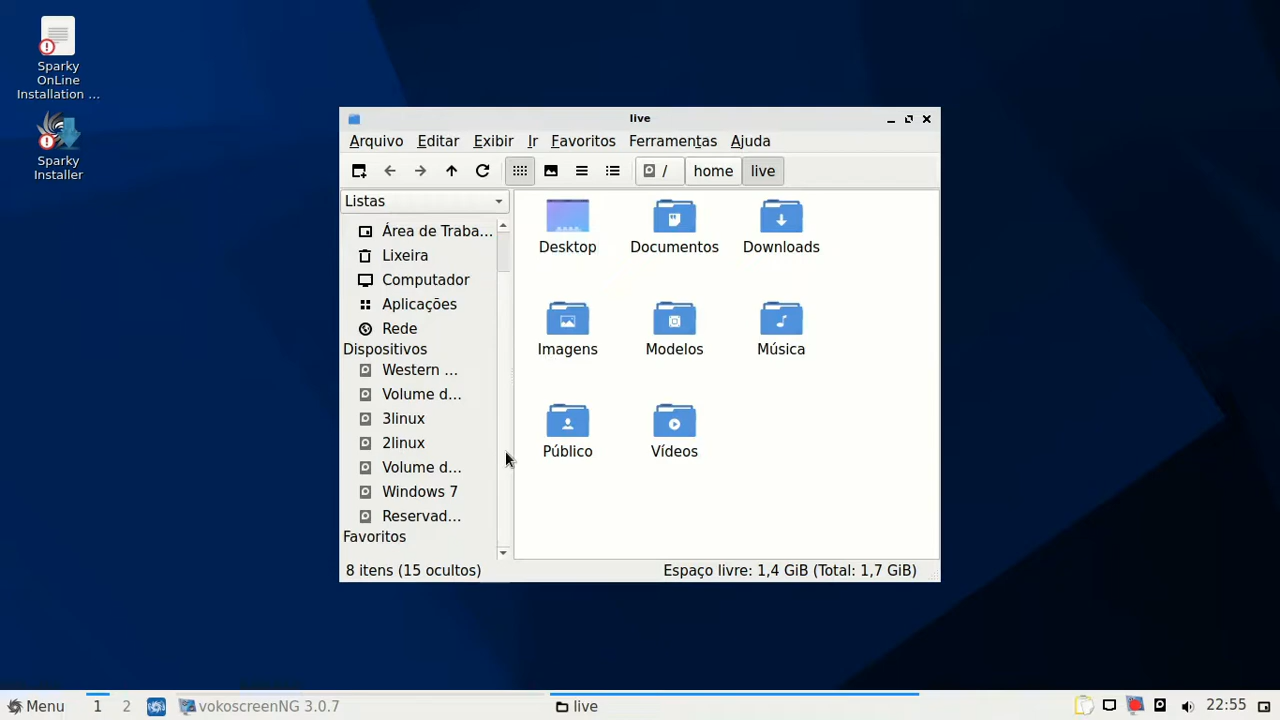 Sparky
OnLine
Installation ...
Sparky
Installer
live
Arquivo Editar Exibir Ir Favoritos Ferramentas Ajuda
/ home live
Listas
Área de Traba...
Lixeira
Computador
Aplicações
Rede
Dispositivos
Western ...
Volume d...
3linux
2linux
Volume d...
Windows 7
Reservad...
Favoritos
Desktop Documentos Downloads
Imagens Modelos Música
Público Vídeos
8 itens (15 ocultos) Espaço livre: 1,4 GiB (Total: 1,7 GiB)
Menu 1 2 vokoscreenNG 3.0.7 live 22:55